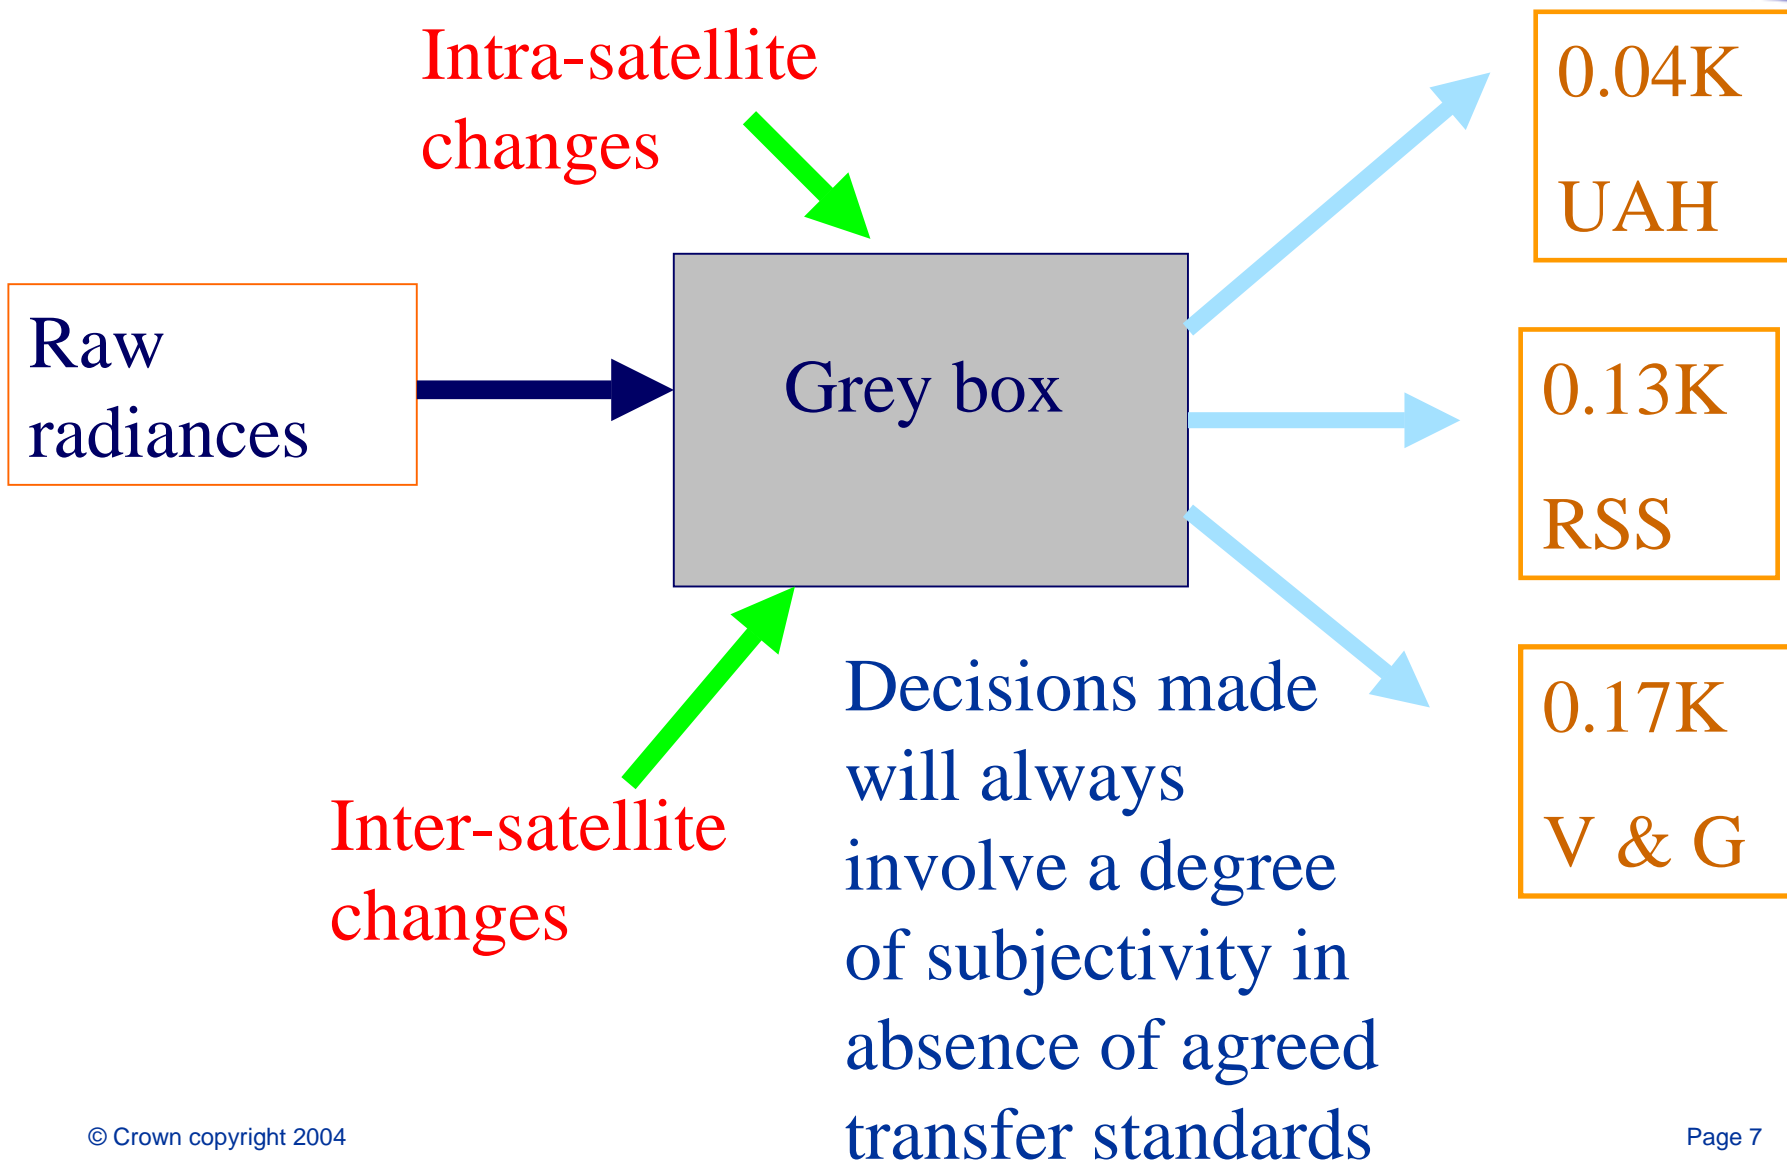 Intra-satellite
changes
0.04K
UAH
Raw
radiances
Grey box
0.13K
RSS
Inter-satellite
changes
Decisions made
will always
involve a degree
of subjectivity in
absence of agreed
transfer standards
0.17K
V & G
© Crown copyright 2004
Page 7